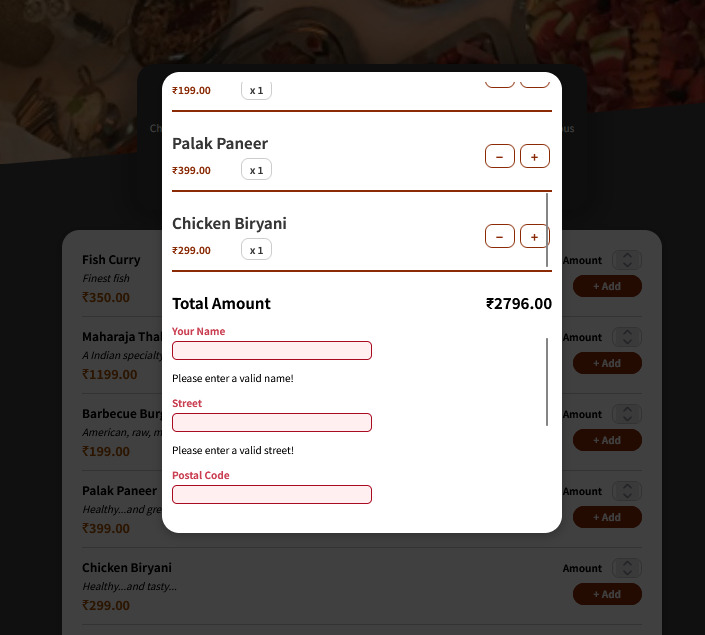 Ch
ous
₹199.00 x 1
Palak Paneer
₹399.00 x 1 − +
Chicken Biryani
₹299.00 x 1 − +
Total Amount ₹2796.00
Your Name
Please enter a valid name!
Street
Please enter a valid street!
Postal Code
Fish Curry Amount
Finest fish
₹350.00 + Add
Maharaja Thal Amount
A Indian specialty
₹1199.00 + Add
Barbecue Burg Amount
American, raw, m
₹199.00 + Add
Palak Paneer Amount
Healthy...and gre
₹399.00 + Add
Chicken Biryani Amount
Healthy...and tasty...
₹299.00 + Add